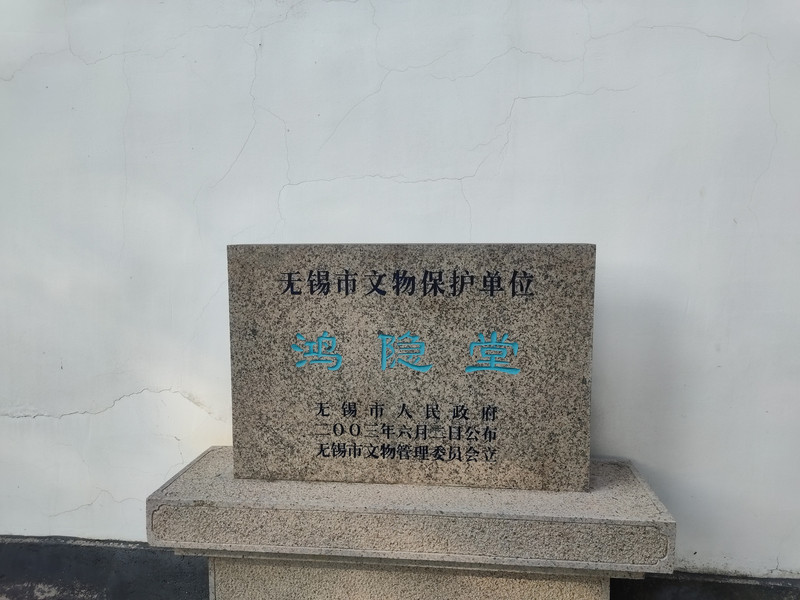 无锡市文物保护单位
鸿隐堂
无锡市人民政府
二〇〇三年六月二日公布
无锡市文物管理委员会立